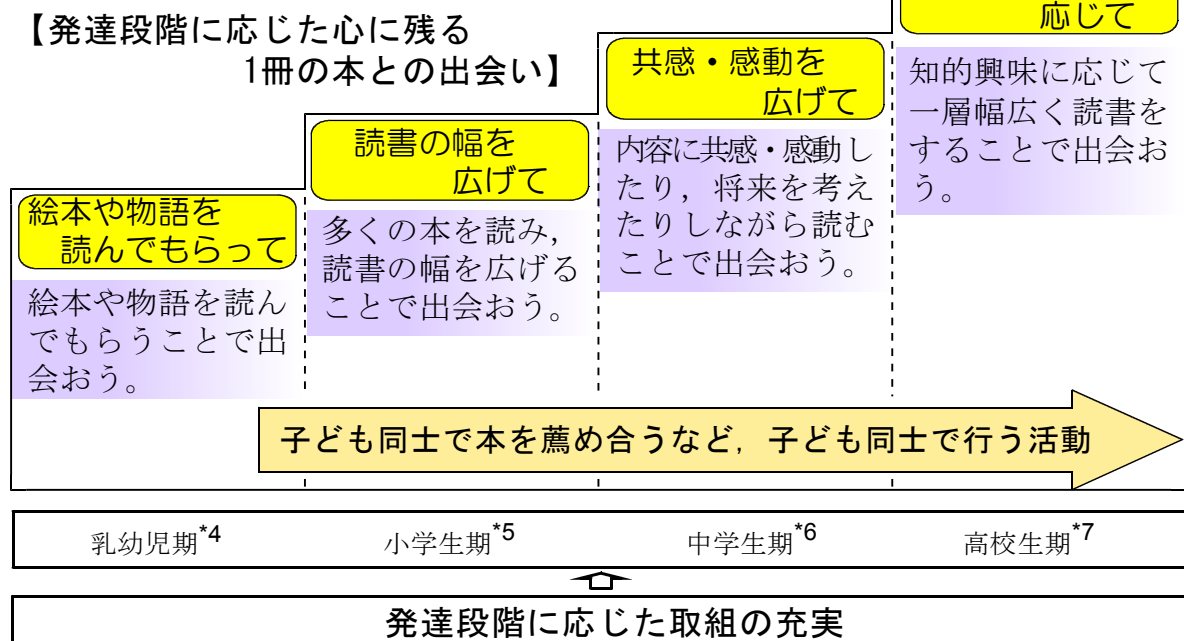 【発達段階に応じた心に残る
1冊の本との出会い】
絵本や物語を
読んでもらって
絵本や物語を読ん
でもらうことで出
会おう。
読書の幅を
広げて
多くの本を読み，
読書の幅を広げる
ことで出会おう。
共感・感動を
広げて
内容に共感・感動し
たり，将来を考え
たりしながら読む
ことで出会おう。
応じて
知的興味に応じて
一層幅広く読書を
することで出会お
う。
子ども同士で本を薦め合うなど，子ども同士で行う活動
乳幼児期*4
小学生期*5
中学生期*6
高校生期*7
発達段階に応じた取組の充実